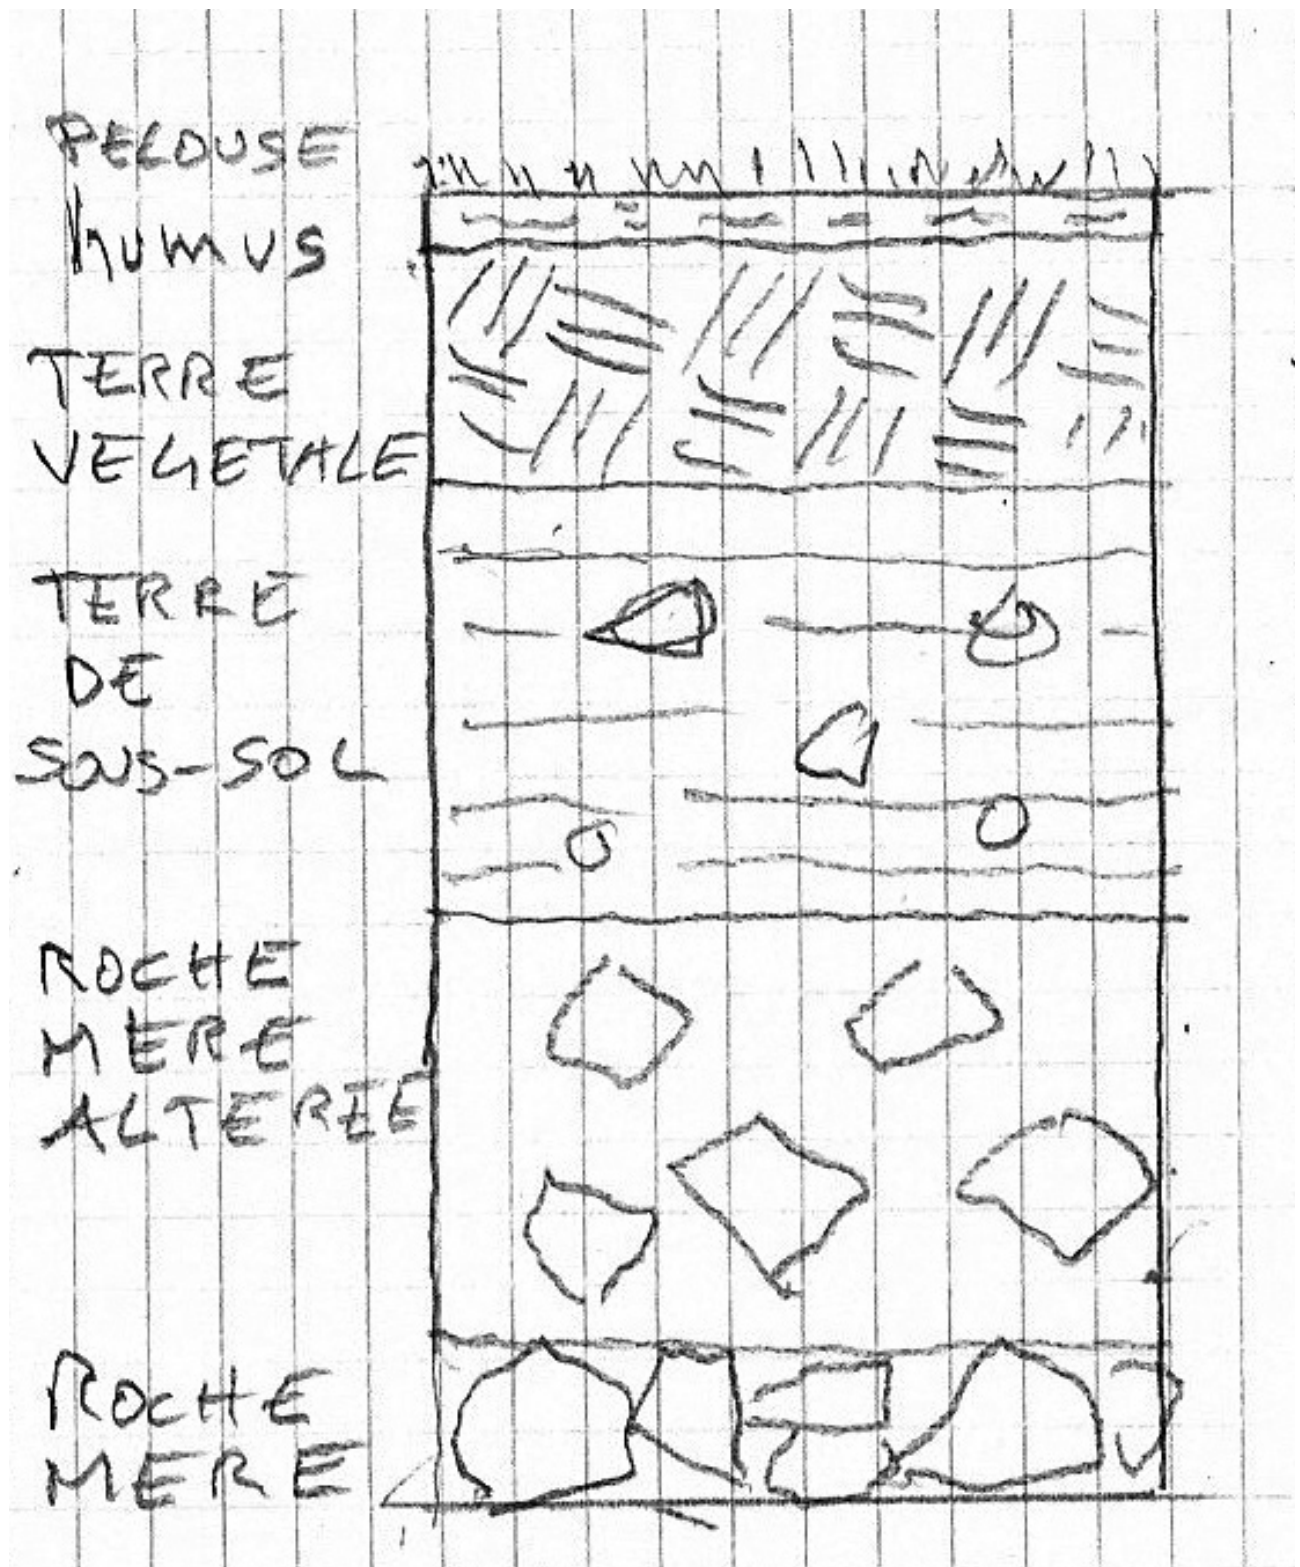 PELOUSE
humus
TERRE
VEGETALE
TERRE
DE
SOUS-SOL
ROCHE
MERE
ALTEREE
ROCHE
MERE